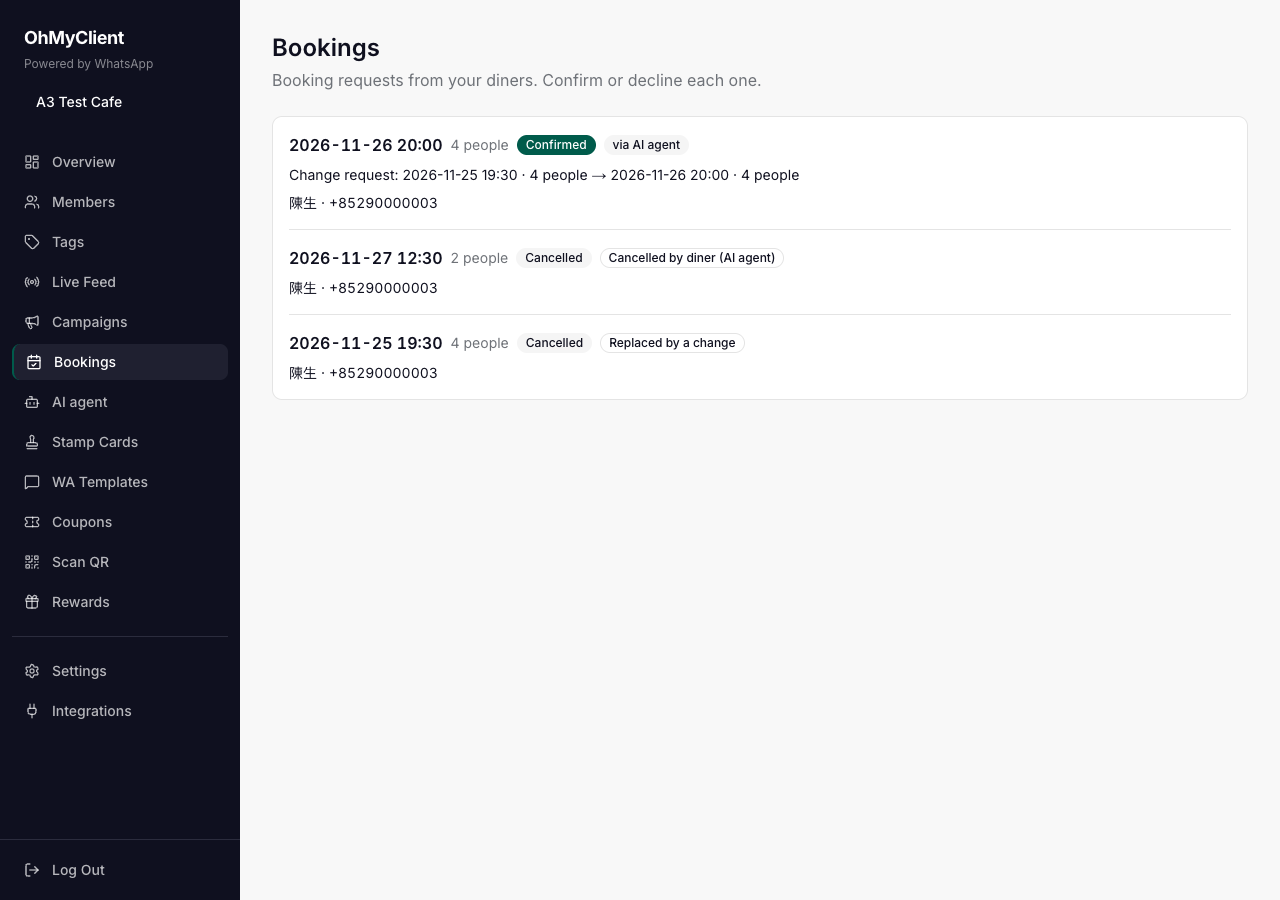 OhMyClient
Powered by WhatsApp
A3 Test Cafe
Overview
Members
Tags
Live Feed
Campaigns
Bookings
AI agent
Stamp Cards
WA Templates
Coupons
Scan QR
Rewards
Settings
Integrations
Log Out
Bookings
Booking requests from your diners. Confirm or decline each one.
2026-11-26 20:00 4 people Confirmed via AI agent
Change request: 2026-11-25 19:30 · 4 people → 2026-11-26 20:00 · 4 people
陳生 · +85290000003
2026-11-27 12:30 2 people Cancelled Cancelled by diner (AI agent)
陳生 · +85290000003
2026-11-25 19:30 4 people Cancelled Replaced by a change
陳生 · +85290000003